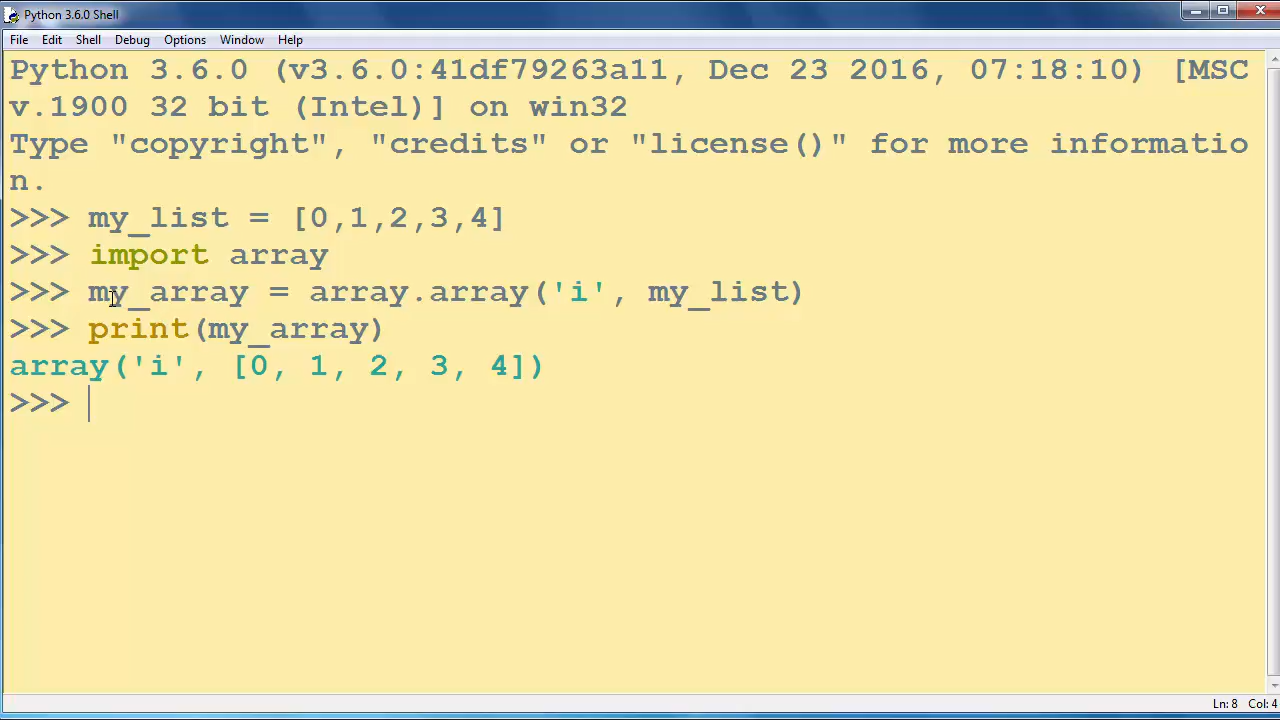 Python 3.6.0 Shell
File Edit Shell Debug Options Window Help
Python 3.6.0 (v3.6.0:41df79263a11, Dec 23 2016, 07:18:10) [MSC
v.1900 32 bit (Intel)] on win32
Type "copyright", "credits" or "license()" for more informatio
n.
>>> my_list = [0,1,2,3,4]
>>> import array
>>> my_array = array.array('i', my_list)
>>> print(my_array)
array('i', [0, 1, 2, 3, 4])
>>>
Ln: 8 Col: 4